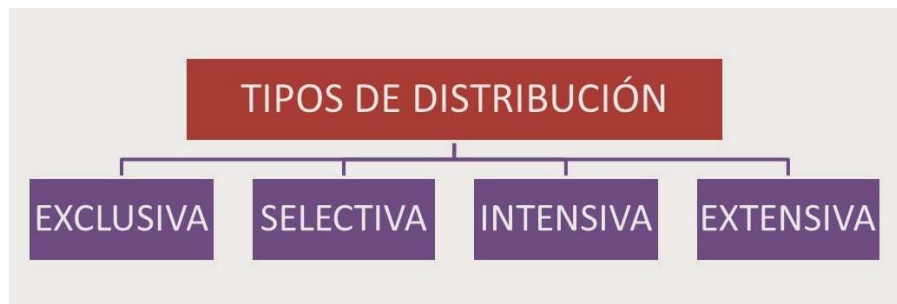 TIPOS DE DISTRIBUCIÓN
EXCLUSIVA
SELECTIVA
INTENSIVA
EXTENSIVA